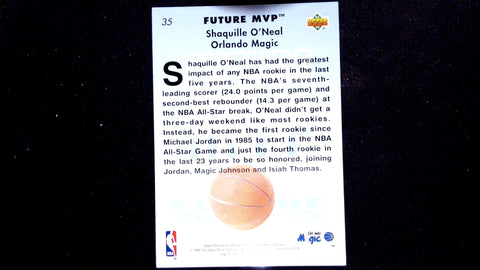 35
FUTURE MVP™
Shaquille O'Neal
Orlando Magic
Shaquille O'Neal has had the greatest
impact of any NBA rookie in the last
five years. The NBA's seventh-
leading scorer (24.0 points per game) and
second-best rebounder (14.3 per game) at
the NBA All-Star break, O'Neal didn't get a
three-day weekend like most rookies.
Instead, he became the first rookie since
Michael Jordan in 1985 to start in the NBA
All-Star Game and just the fourth rookie in
the last 23 years to be so honored, joining
Jordan, Magic Johnson and Isiah Thomas.
NBA